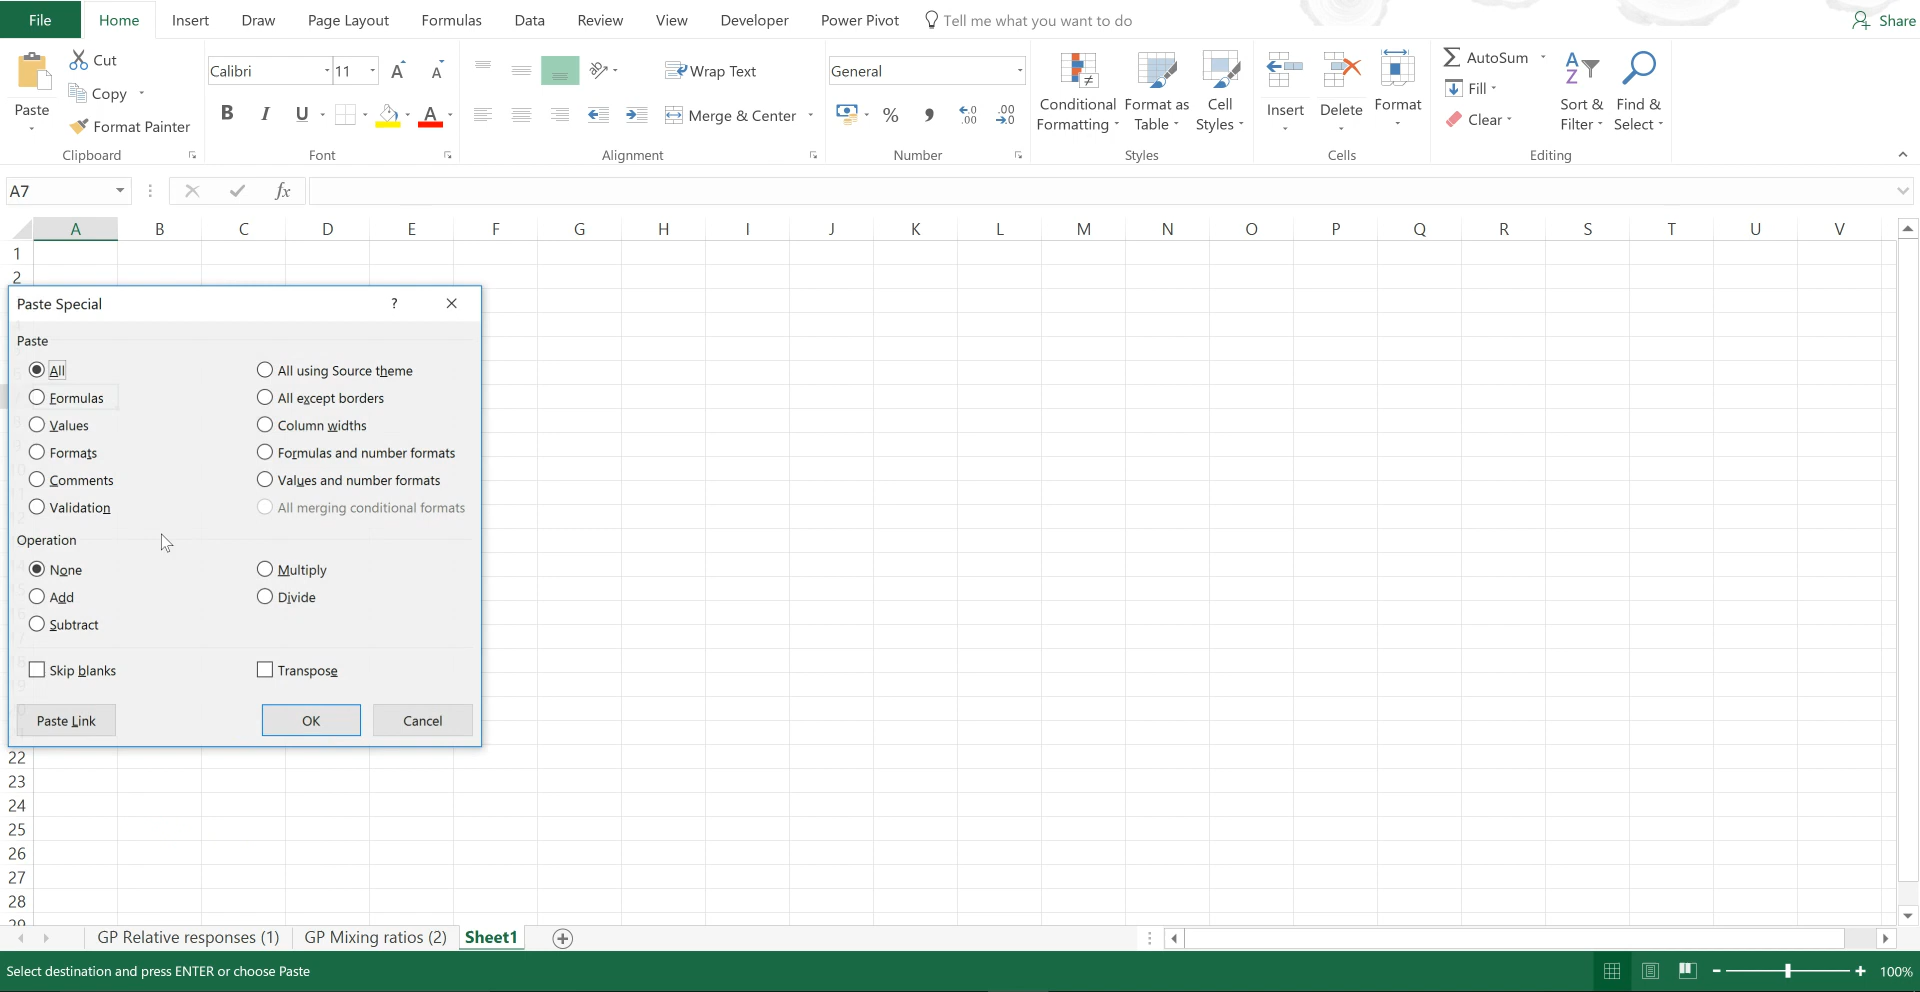 File Home Insert Draw Page Layout Formulas Data Review View Developer Power Pivot Tell me what you want to do Share
Paste Cut Copy Format Painter
Clipboard
Calibri 11 A A
B I U A
Font
Wrap Text
Merge & Center
Alignment
General
% , .0 .00 .00 .0
Number
Conditional Formatting
Format as Table
Cell Styles
Styles
Insert Delete Format
Cells
AutoSum
Fill
Clear
Sort & Filter
Find & Select
Editing
A7 fx
A B C D E F G H I J K L M N O P Q R S T U V
1
2
Paste Special ?
Paste
All All using Source theme
Formulas All except borders
Values Column widths
Formats Formulas and number formats
Comments Values and number formats
Validation All merging conditional formats
Operation
None Multiply
Add Divide
Subtract
Skip blanks Transpose
Paste Link OK Cancel
22
23
24
25
26
27
28
29
GP Relative responses (1) GP Mixing ratios (2) Sheet1
Select destination and press ENTER or choose Paste 100%